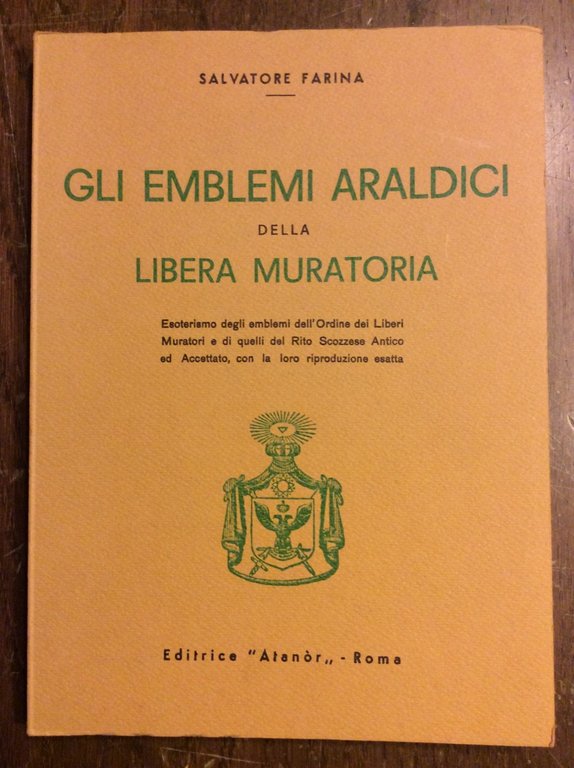 SALVATORE FARINA
GLI EMBLEMI ARALDICI
DELLA
LIBERA MURATORIA
Esoterismo degli emblemi dell'Ordine dei Liberi
Muratori e di quelli del Rito Scozzese Antico
ed Accettato, con la loro riproduzione esatta
Editrice "Atanòr„ - Roma